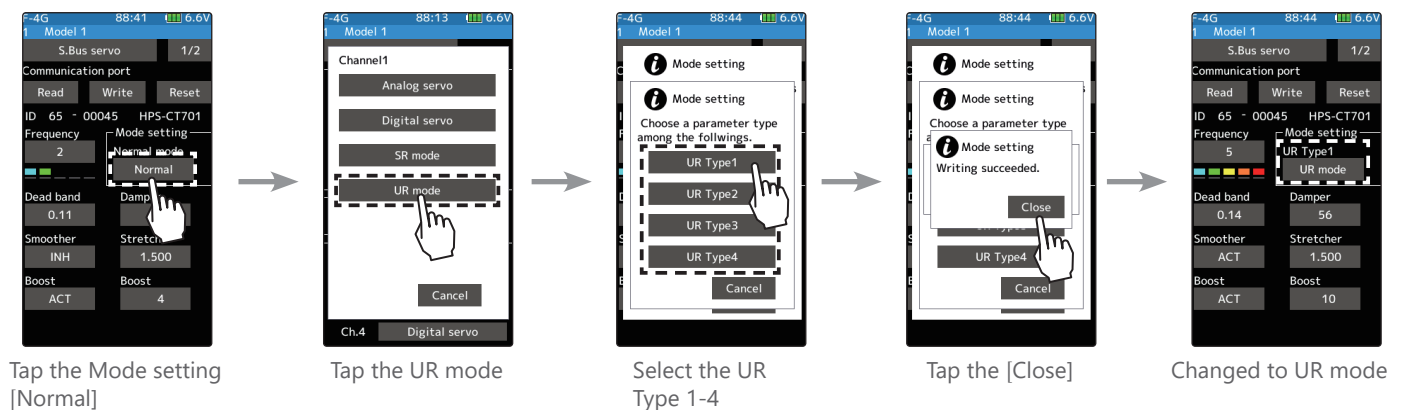 F-4G 88:41 6.6V
1 Model 1
S.Bus servo 1/2
Communication port
Read Write Reset
ID 65 - 00045 HPS-CT701
Frequency Mode setting
Normal mode
2 Normal
Dead band Damp
0.11
Smoother Stretch
INH 1.500
Boost Boost
ACT 4
Tap the Mode setting
[Normal]
F-4G 88:13 6.6V
1 Model 1
Channel1
Analog servo
Digital servo
SR mode
UR mode
Cancel
Ch.4 Digital servo
Tap the UR mode
F-4G 88:44 6.6V
1 Model 1
Mode setting
Mode setting
Choose a parameter type
among the follwings.
UR Type1
UR Type2
UR Type3
UR Type4
Cancel
Select the UR
Type 1-4
F-4G 88:44 6.6V
1 Model 1
Mode setting
Mode setting
Choose a parameter type
Mode setting
Writing succeeded.
Close
UR Type4
Cancel
Tap the [Close]
F-4G 88:44 6.6V
1 Model 1
S.Bus servo 1/2
Communication port
Read Write Reset
ID 65 - 00045 HPS-CT701
Frequency Mode setting
UR Type1
5 UR mode
Dead band Damper
0.14 56
Smoother Stretcher
ACT 1.500
Boost Boost
ACT 10
Changed to UR mode